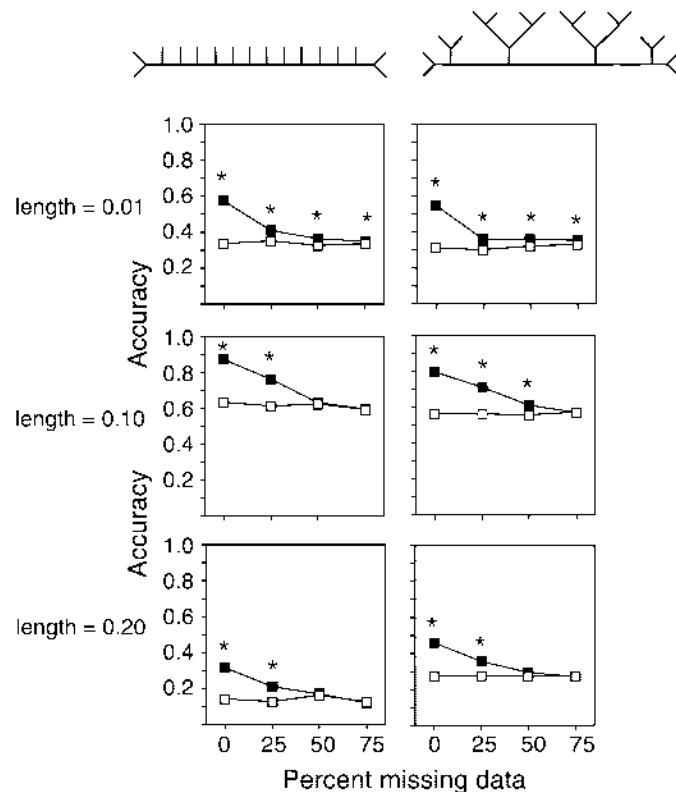 1.0
0.8
* *
0.6
length = 0.01 * * * * * *
0.4
0.2
Accuracy
1.0
* * *
0.8 * *
0.6
length = 0.10
0.4
0.2
Accuracy
1.0
0.8
0.6
length = 0.20 * * * *
0.4
0.2
0 25 50 75 0 25 50 75
Percent missing data